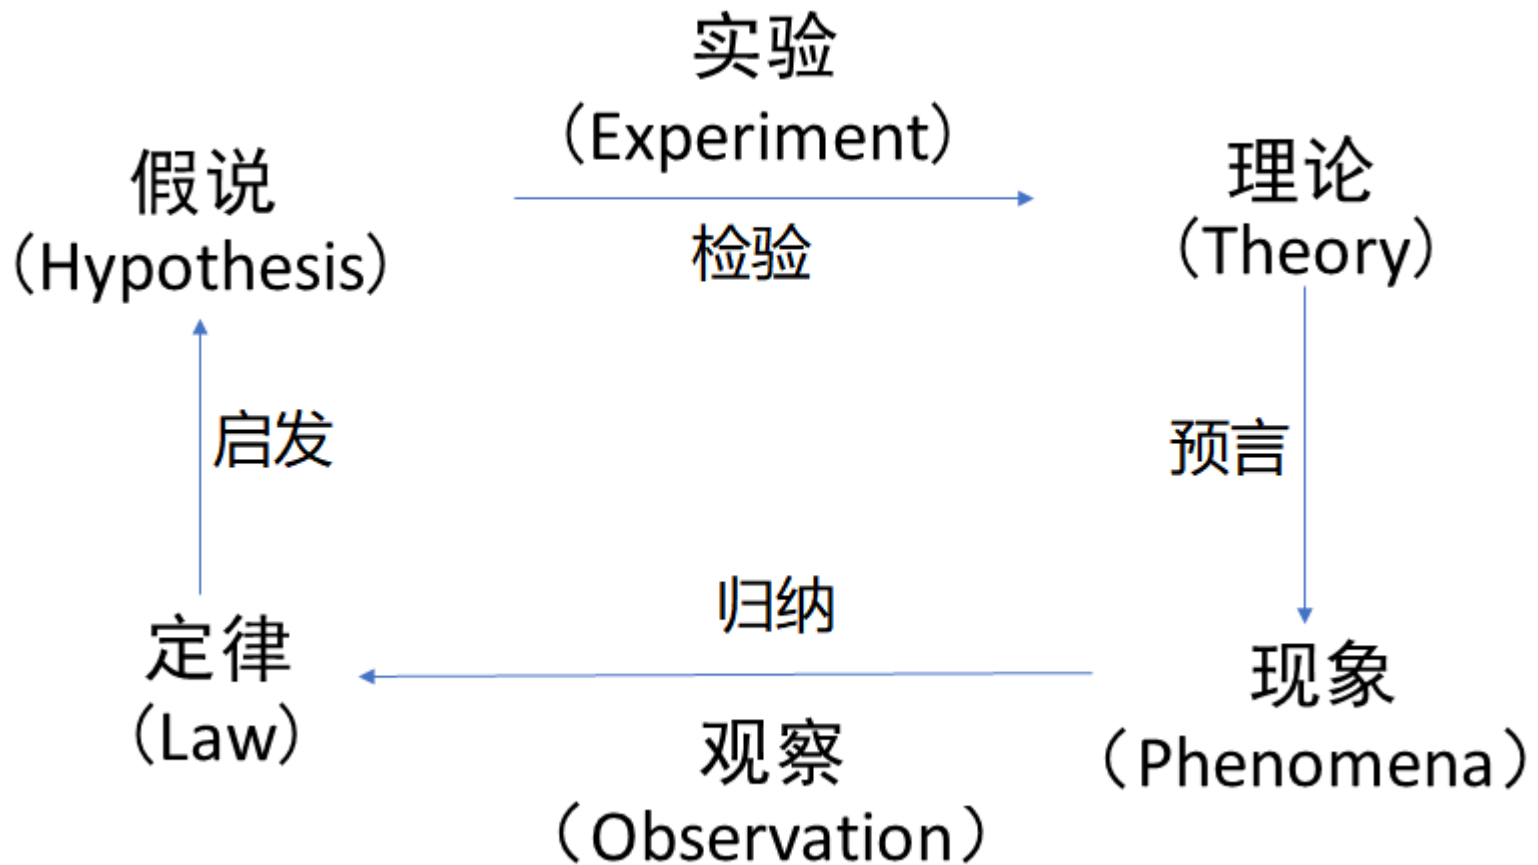 实验
（Experiment）
假说
（Hypothesis）
理论
（Theory）
检验
启发
预言
归纳
定律
（Law）
现象
（Phenomena）
观察
（Observation）